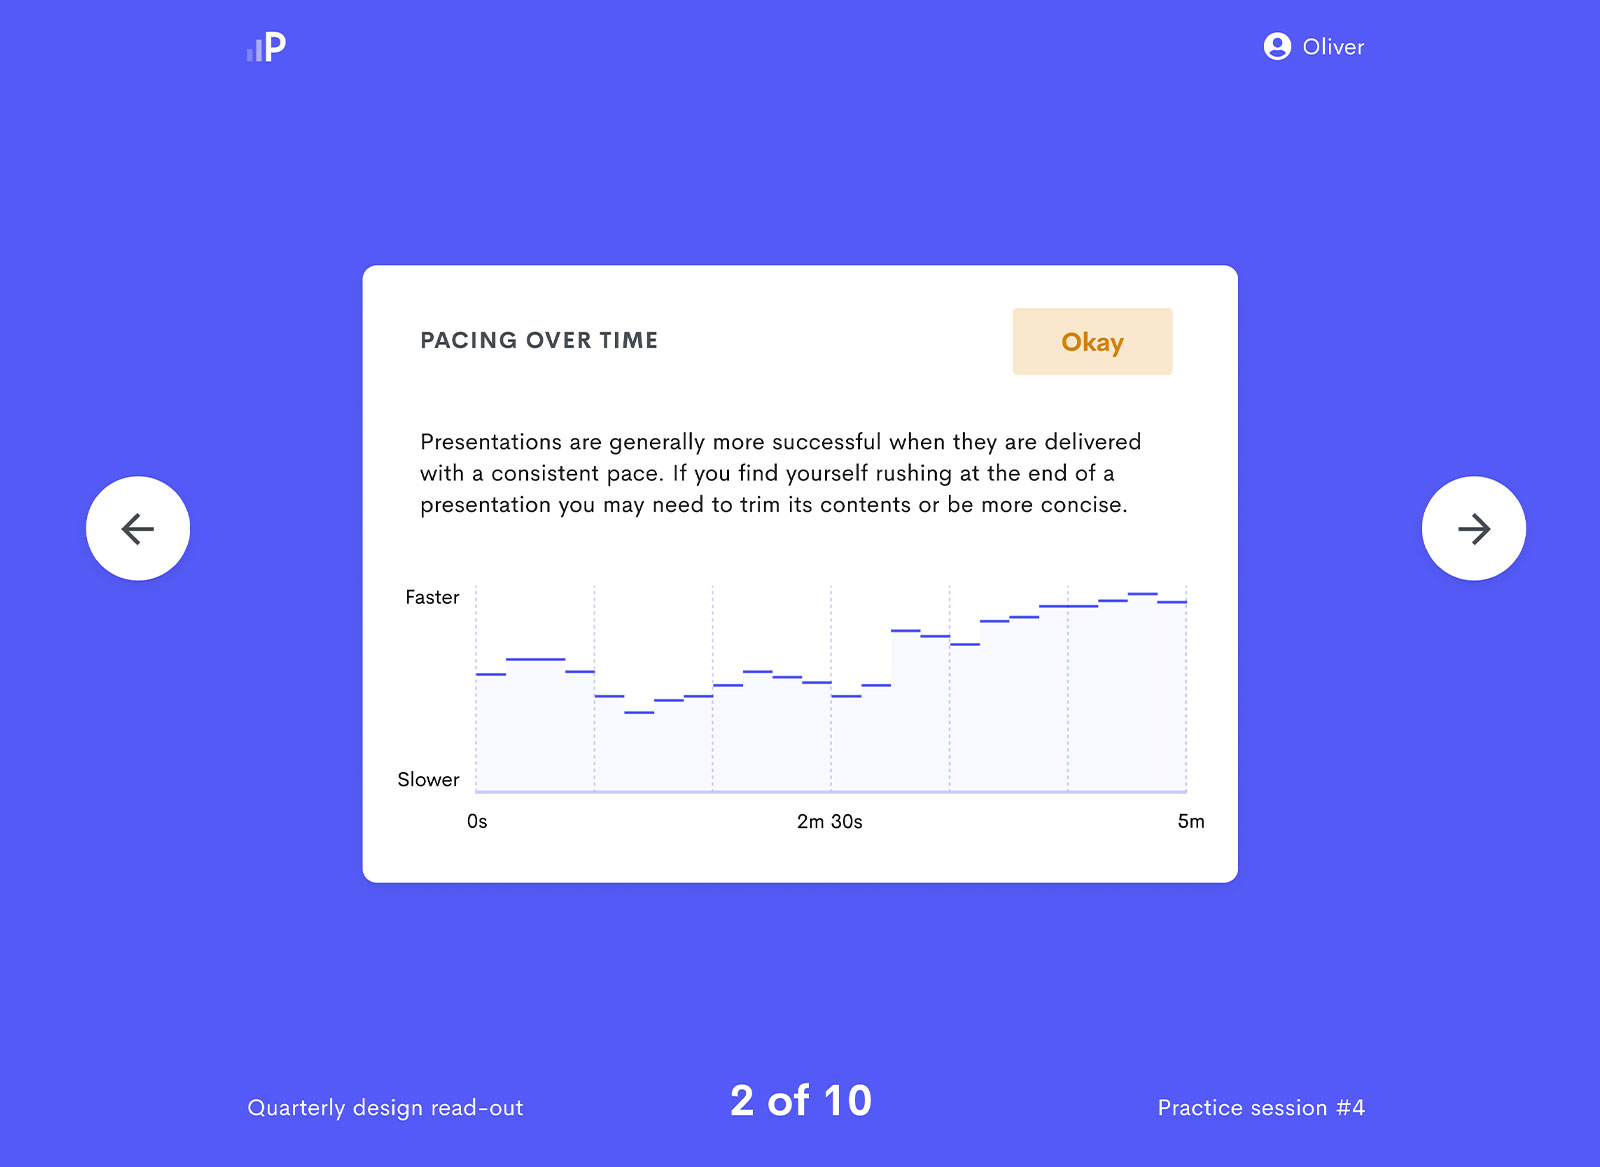 P
Oliver
PACING OVER TIME
Okay
Presentations are generally more successful when they are delivered
with a consistent pace. If you find yourself rushing at the end of a
presentation you may need to trim its contents or be more concise.
Faster
Slower
0s
2m 30s
5m
Quarterly design read-out
2 of 10
Practice session #4